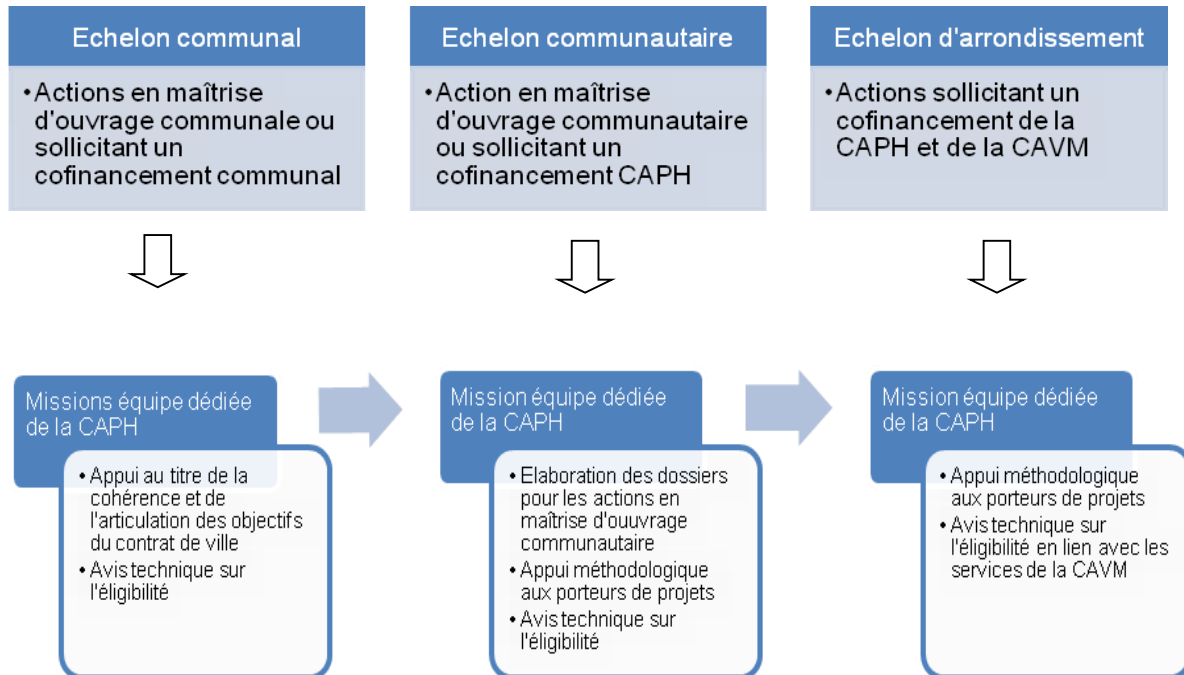 Echelon communal
• Actions en maîtrise
d'ouvrage communale ou
sollicitant un
cofinancement communal
Echelon communautaire
• Action en maîtrise
d'ouvrage communautaire
ou sollicitant un
cofinancement CAPH
Echelon d'arrondissement
• Actions sollicitant un
cofinancement de la
CAPH et de la CAVM
Missions équipe dédiée
de la CAPH
• Appui au titre de la
cohérence et de
l'articulation des objectifs
du contrat de ville
• Avis technique sur
l'éligibilité
Mission équipe dédiée
de la CAPH
• Elaboration des dossiers
pour les actions en
maîtrise d'ouuvrage
communautaire
• Appui méthodologique
aux porteurs de projets
• Avis technique sur
l'éligibilité
Mission équipe dédiée
de la CAPH
• Appui méthodologique
aux porteurs de projets
• Avis technique sur
l'éligibilité en lien avec les
services de la CAVM